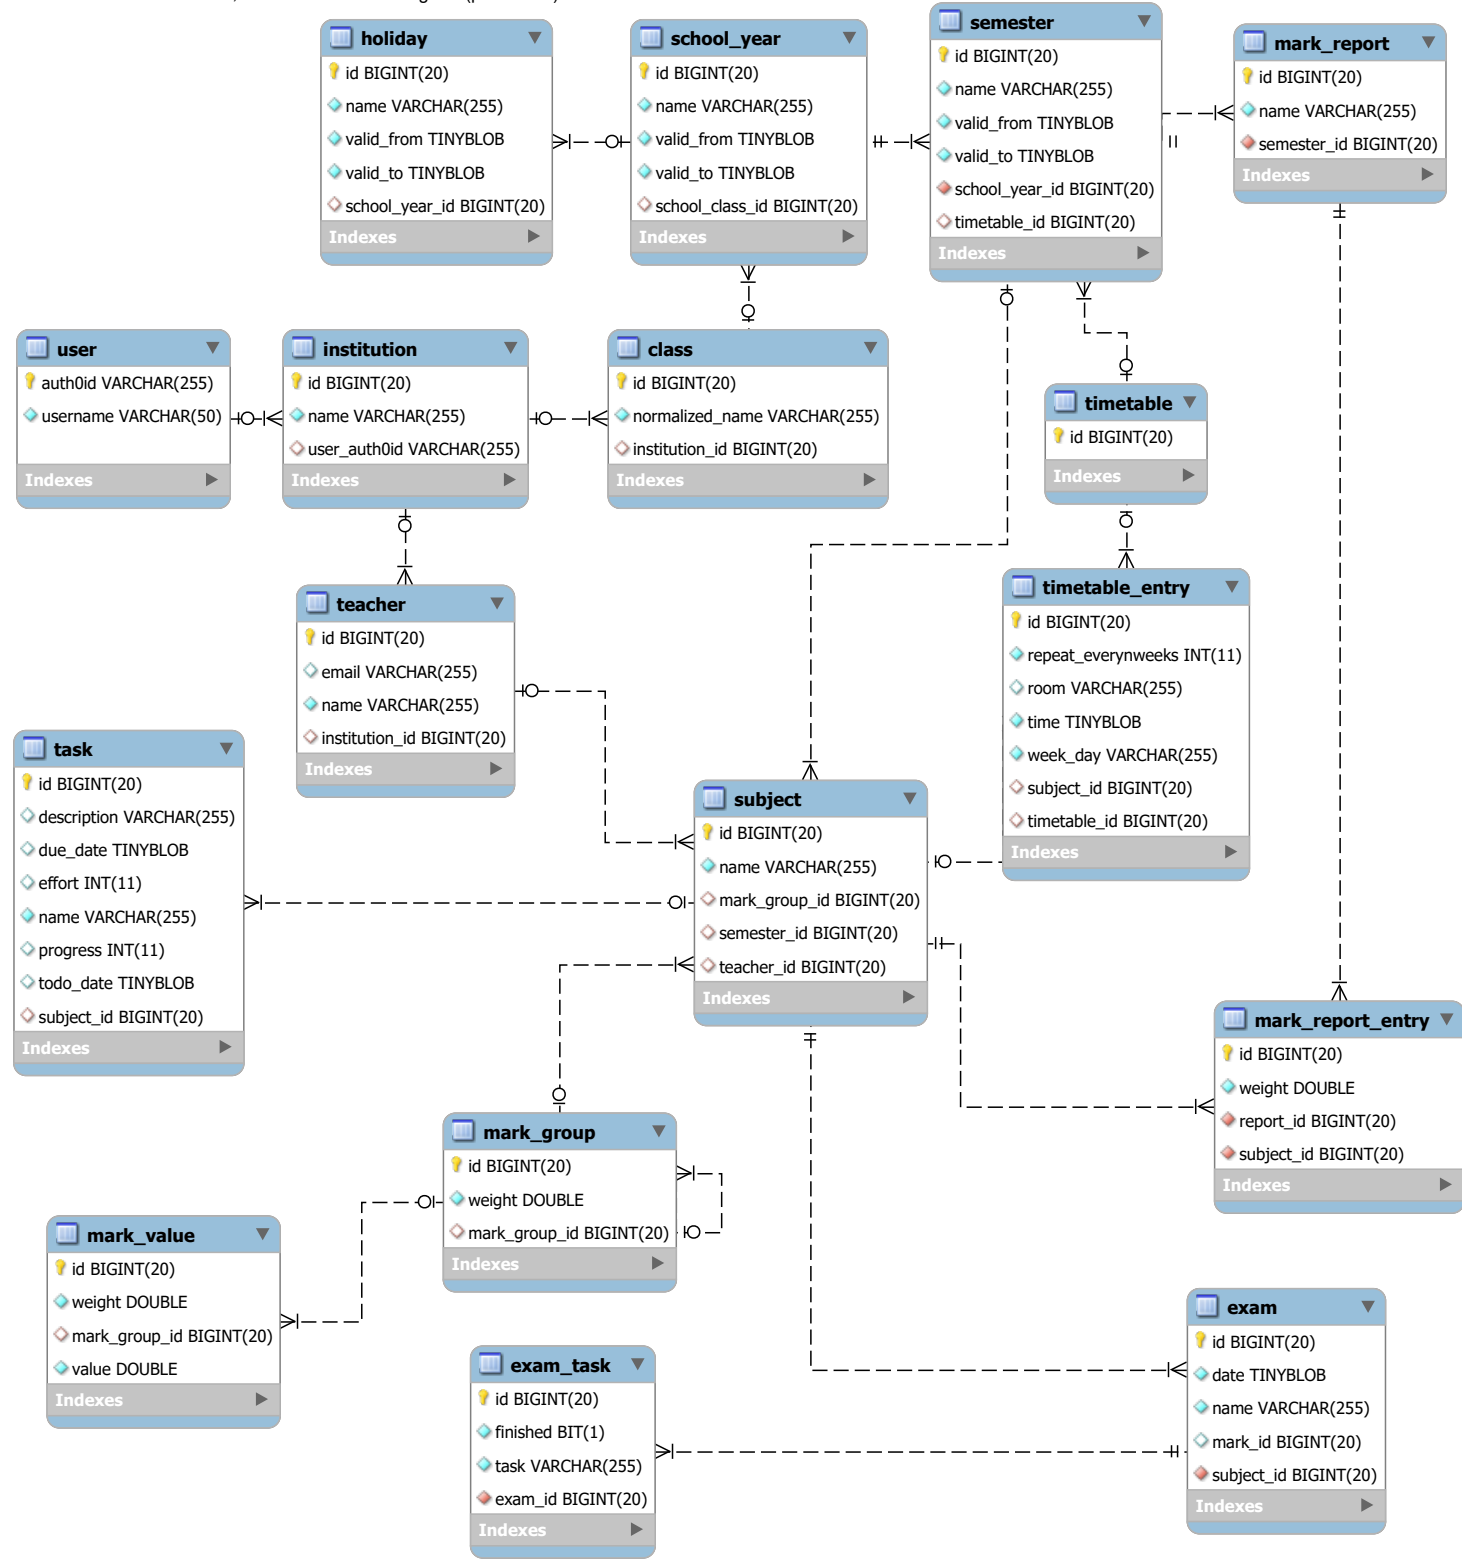 holiday
id BIGINT(20)
name VARCHAR(255)
valid_from TINYBLOB
valid_to TINYBLOB
school_year_id BIGINT(20)
Indexes
school_year
id BIGINT(20)
name VARCHAR(255)
valid_from TINYBLOB
valid_to TINYBLOB
school_class_id BIGINT(20)
Indexes
semester
id BIGINT(20)
name VARCHAR(255)
valid_from TINYBLOB
valid_to TINYBLOB
school_year_id BIGINT(20)
timetable_id BIGINT(20)
Indexes
mark_report
id BIGINT(20)
name VARCHAR(255)
semester_id BIGINT(20)
Indexes
user
auth0id VARCHAR(255)
username VARCHAR(50)
Indexes
institution
id BIGINT(20)
name VARCHAR(255)
user_auth0id VARCHAR(255)
Indexes
class
id BIGINT(20)
normalized_name VARCHAR(255)
institution_id BIGINT(20)
Indexes
timetable
id BIGINT(20)
Indexes
teacher
id BIGINT(20)
email VARCHAR(255)
name VARCHAR(255)
institution_id BIGINT(20)
Indexes
timetable_entry
id BIGINT(20)
repeat_everynweeks INT(11)
room VARCHAR(255)
time TINYBLOB
week_day VARCHAR(255)
subject_id BIGINT(20)
timetable_id BIGINT(20)
Indexes
task
id BIGINT(20)
description VARCHAR(255)
due_date TINYBLOB
effort INT(11)
name VARCHAR(255)
progress INT(11)
todo_date TINYBLOB
subject_id BIGINT(20)
Indexes
subject
id BIGINT(20)
name VARCHAR(255)
mark_group_id BIGINT(20)
semester_id BIGINT(20)
teacher_id BIGINT(20)
Indexes
mark_report_entry
id BIGINT(20)
weight DOUBLE
report_id BIGINT(20)
subject_id BIGINT(20)
Indexes
mark_group
id BIGINT(20)
weight DOUBLE
mark_group_id BIGINT(20)
Indexes
mark_value
id BIGINT(20)
weight DOUBLE
mark_group_id BIGINT(20)
value DOUBLE
Indexes
exam_task
id BIGINT(20)
finished BIT(1)
task VARCHAR(255)
exam_id BIGINT(20)
Indexes
exam
id BIGINT(20)
date TINYBLOB
name VARCHAR(255)
mark_id BIGINT(20)
subject_id BIGINT(20)
Indexes